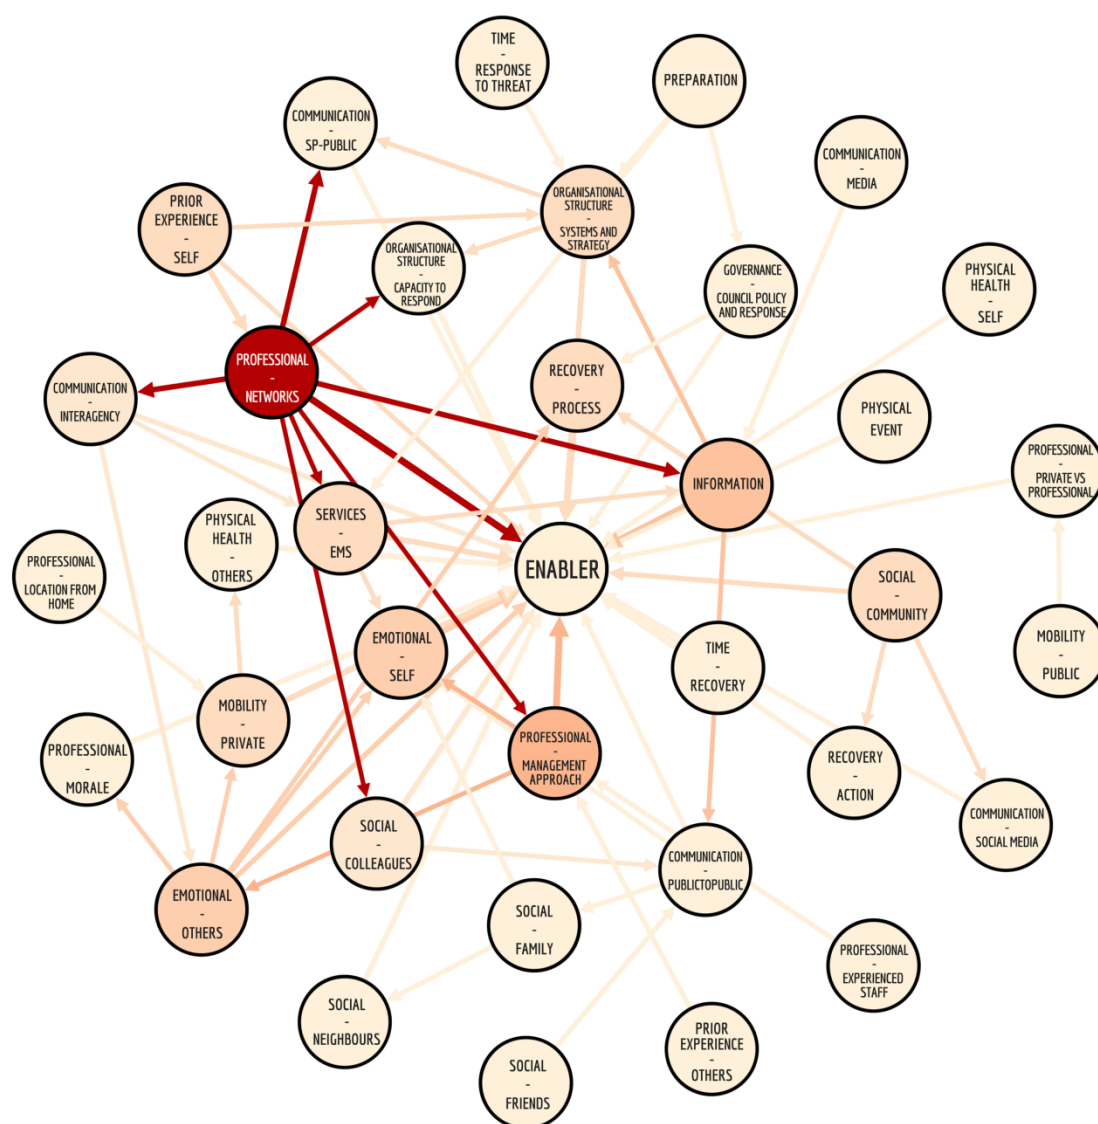 TIME
-
RESPONSE
TO THREAT
PREPARATION
COMMUNICATION
-
SP-PUBLIC
COMMUNICATION
-
MEDIA
PRIOR
EXPERIENCE
-
SELF
ORGANISATIONAL
STRUCTURE
-
SYSTEMS AND
STRATEGY
ORGANISATIONAL
STRUCTURE
-
CAPACITY TO
RESPOND
GOVERNANCE
-
COUNCIL POLICY
AND RESPONSE
PHYSICAL
HEALTH
-
SELF
PROFESSIONAL
-
NETWORKS
COMMUNICATION
-
INTERAGENCY
RECOVERY
-
PROCESS
PHYSICAL
EVENT
PROFESSIONAL
-
PRIVATE VS
PROFESSIONAL
INFORMATION
SERVICES
-
EMS
PHYSICAL
HEALTH
-
OTHERS
ENABLER
PROFESSIONAL
-
LOCATION FROM
HOME
SOCIAL
-
COMMUNITY
EMOTIONAL
-
SELF
TIME
-
RECOVERY
MOBILITY
-
PUBLIC
MOBILITY
-
PRIVATE
PROFESSIONAL
-
MORALE
PROFESSIONAL
-
MANAGEMENT
APPROACH
RECOVERY
-
ACTION
COMMUNICATION
-
SOCIAL MEDIA
SOCIAL
-
COLLEAGUES
COMMUNICATION
-
PUBLICTOPUBLIC
EMOTIONAL
-
OTHERS
SOCIAL
-
FAMILY
PROFESSIONAL
-
EXPERIENCED
STAFF
SOCIAL
-
NEIGHBOURS
PRIOR
EXPERIENCE
-
OTHERS
SOCIAL
-
FRIENDS